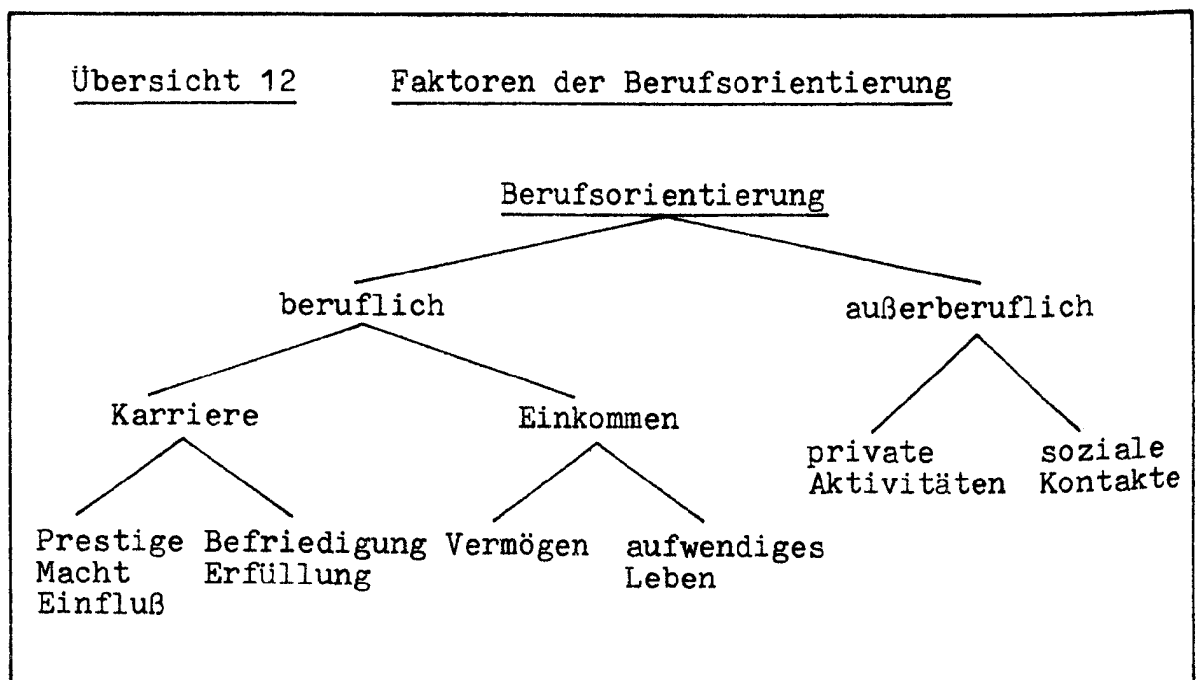 Übersicht 12 Faktoren der Berufsorientierung
Berufsorientierung
beruflich
außerberuflich
Karriere
Einkommen
private
Aktivitäten
soziale
Kontakte
Prestige
Macht
Einfluß
Befriedigung
Erfüllung
Vermögen
aufwendiges
Leben